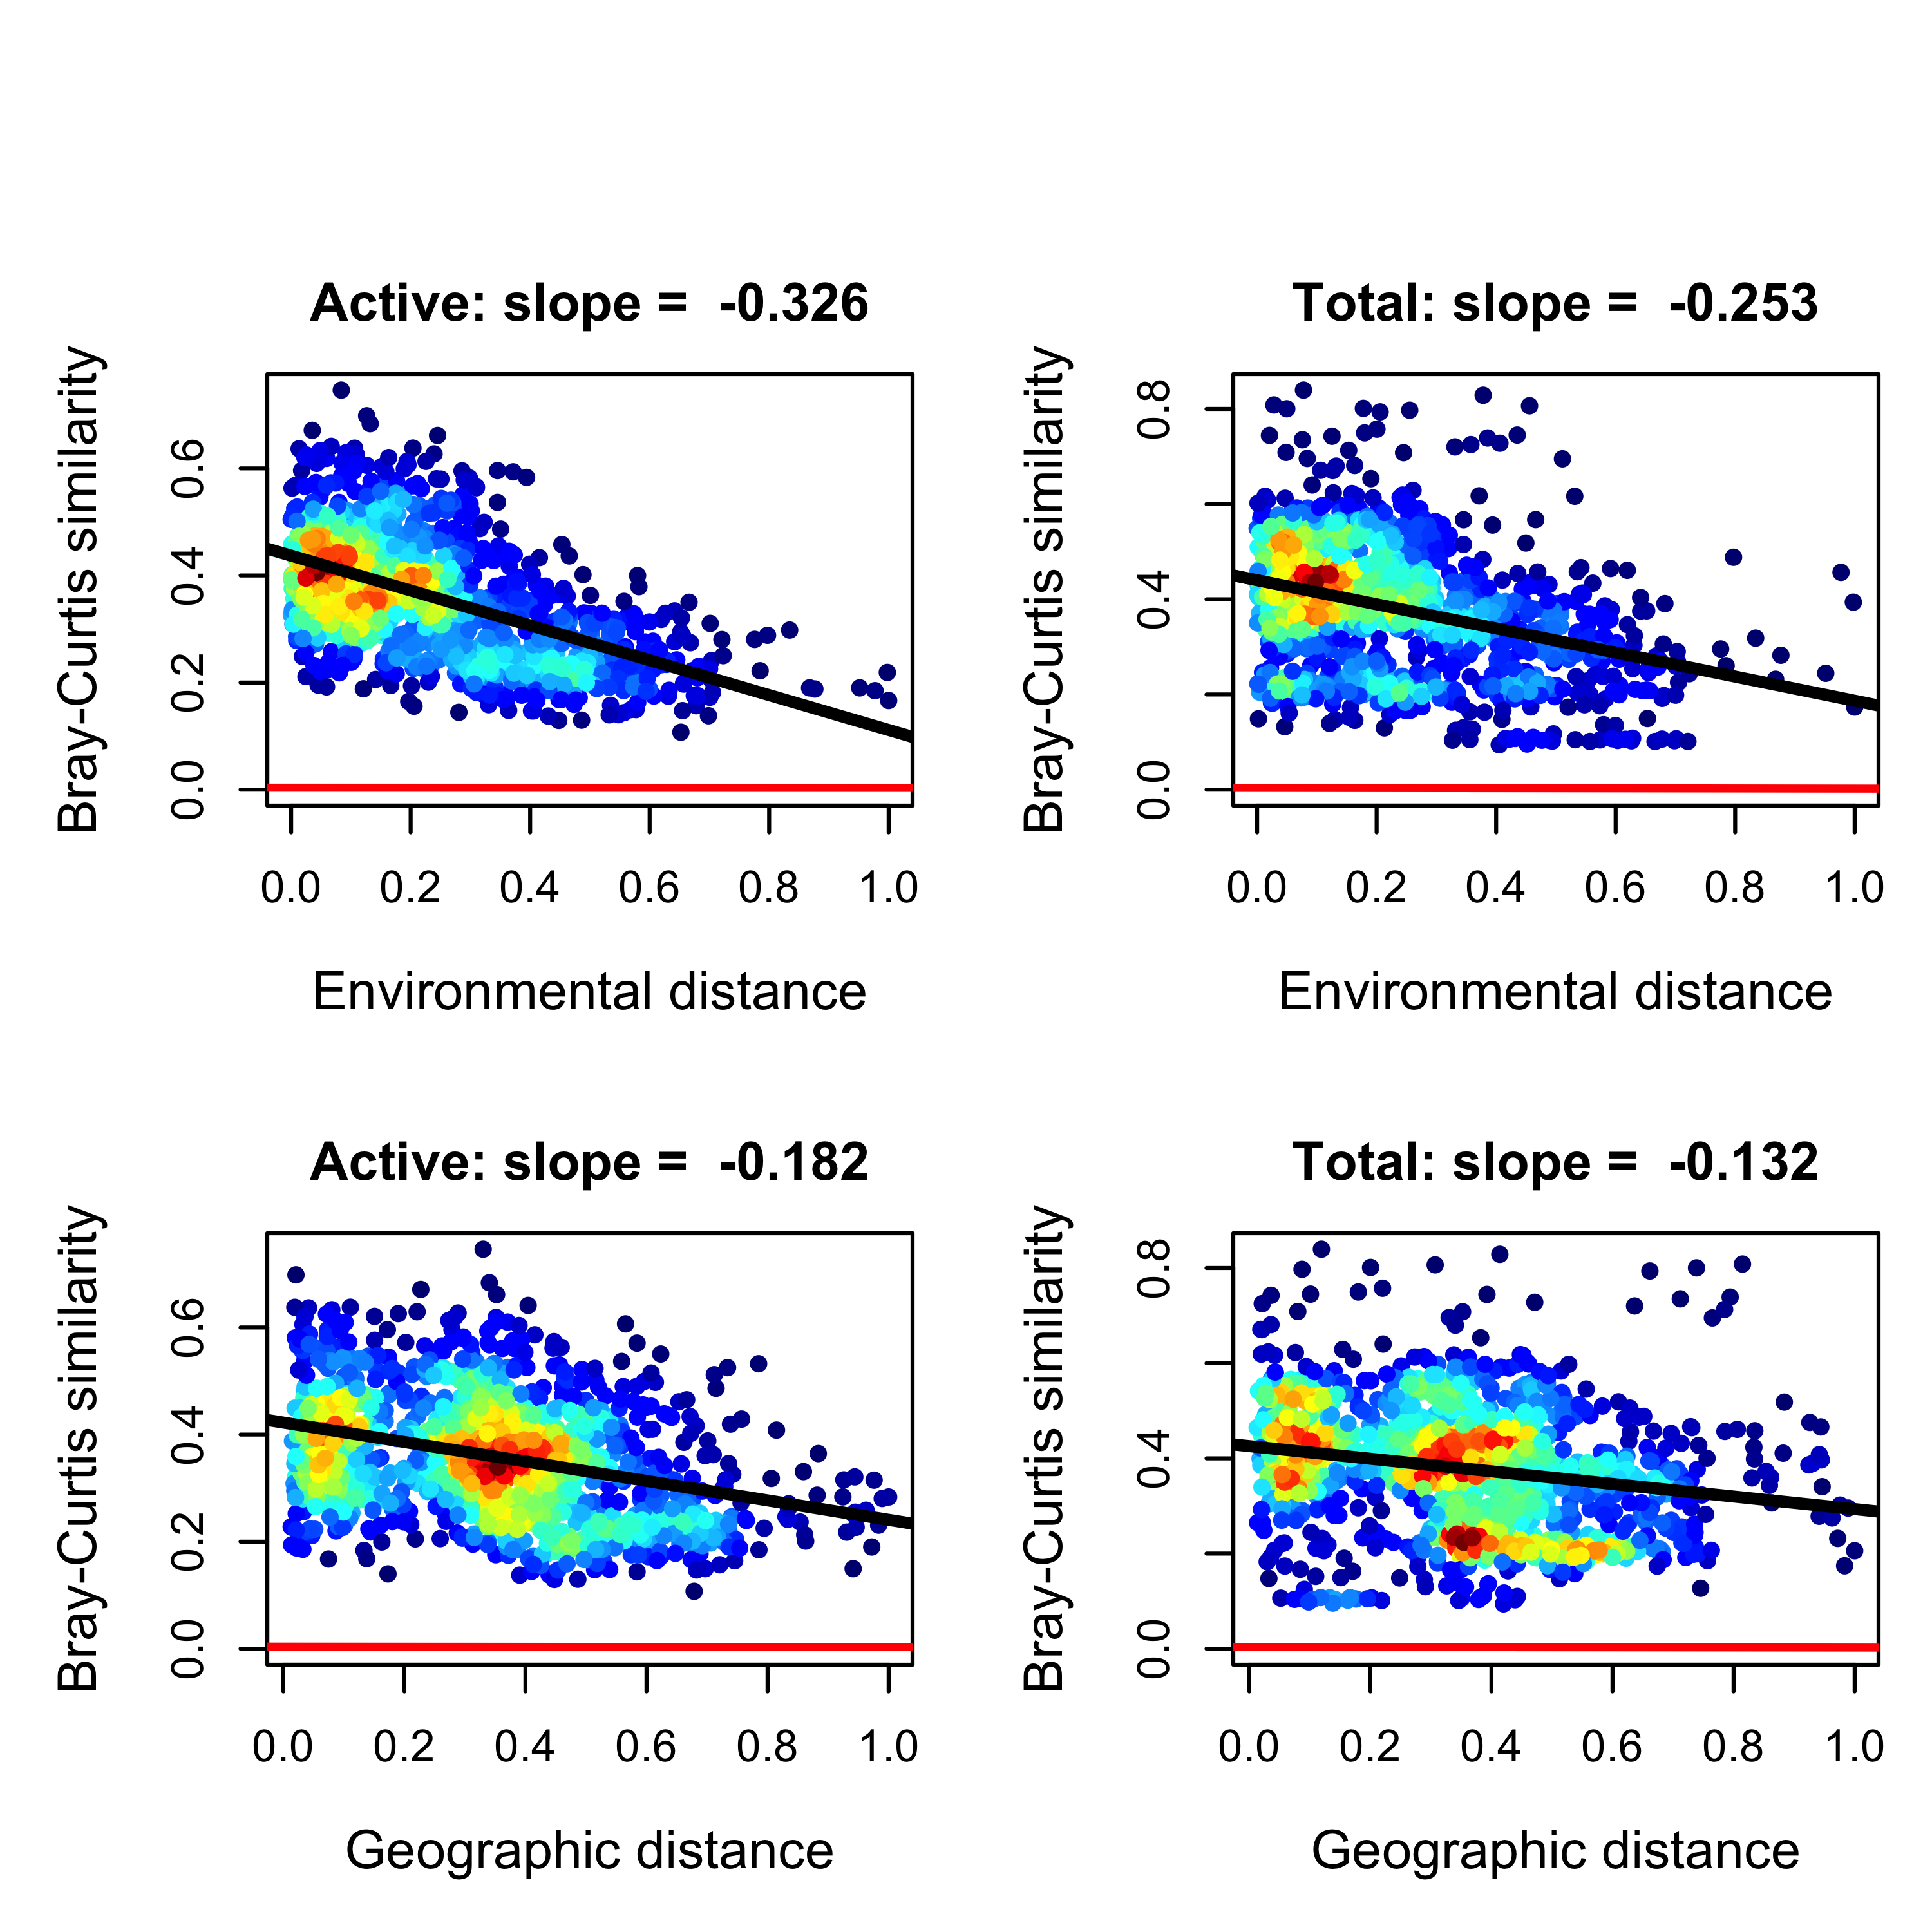 Active: slope =  -0.326
Bray-Curtis similarity
0.6
0.4
0.2
0.0
0.0 0.2 0.4 0.6 0.8 1.0
Environmental distance
Total: slope =  -0.253
Bray-Curtis similarity
0.8
0.4
0.0
0.0 0.2 0.4 0.6 0.8 1.0
Environmental distance
Active: slope =  -0.182
Bray-Curtis similarity
0.6
0.4
0.2
0.0
0.0 0.2 0.4 0.6 0.8 1.0
Geographic distance
Total: slope =  -0.132
Bray-Curtis similarity
0.8
0.4
0.0
0.0 0.2 0.4 0.6 0.8 1.0
Geographic distance